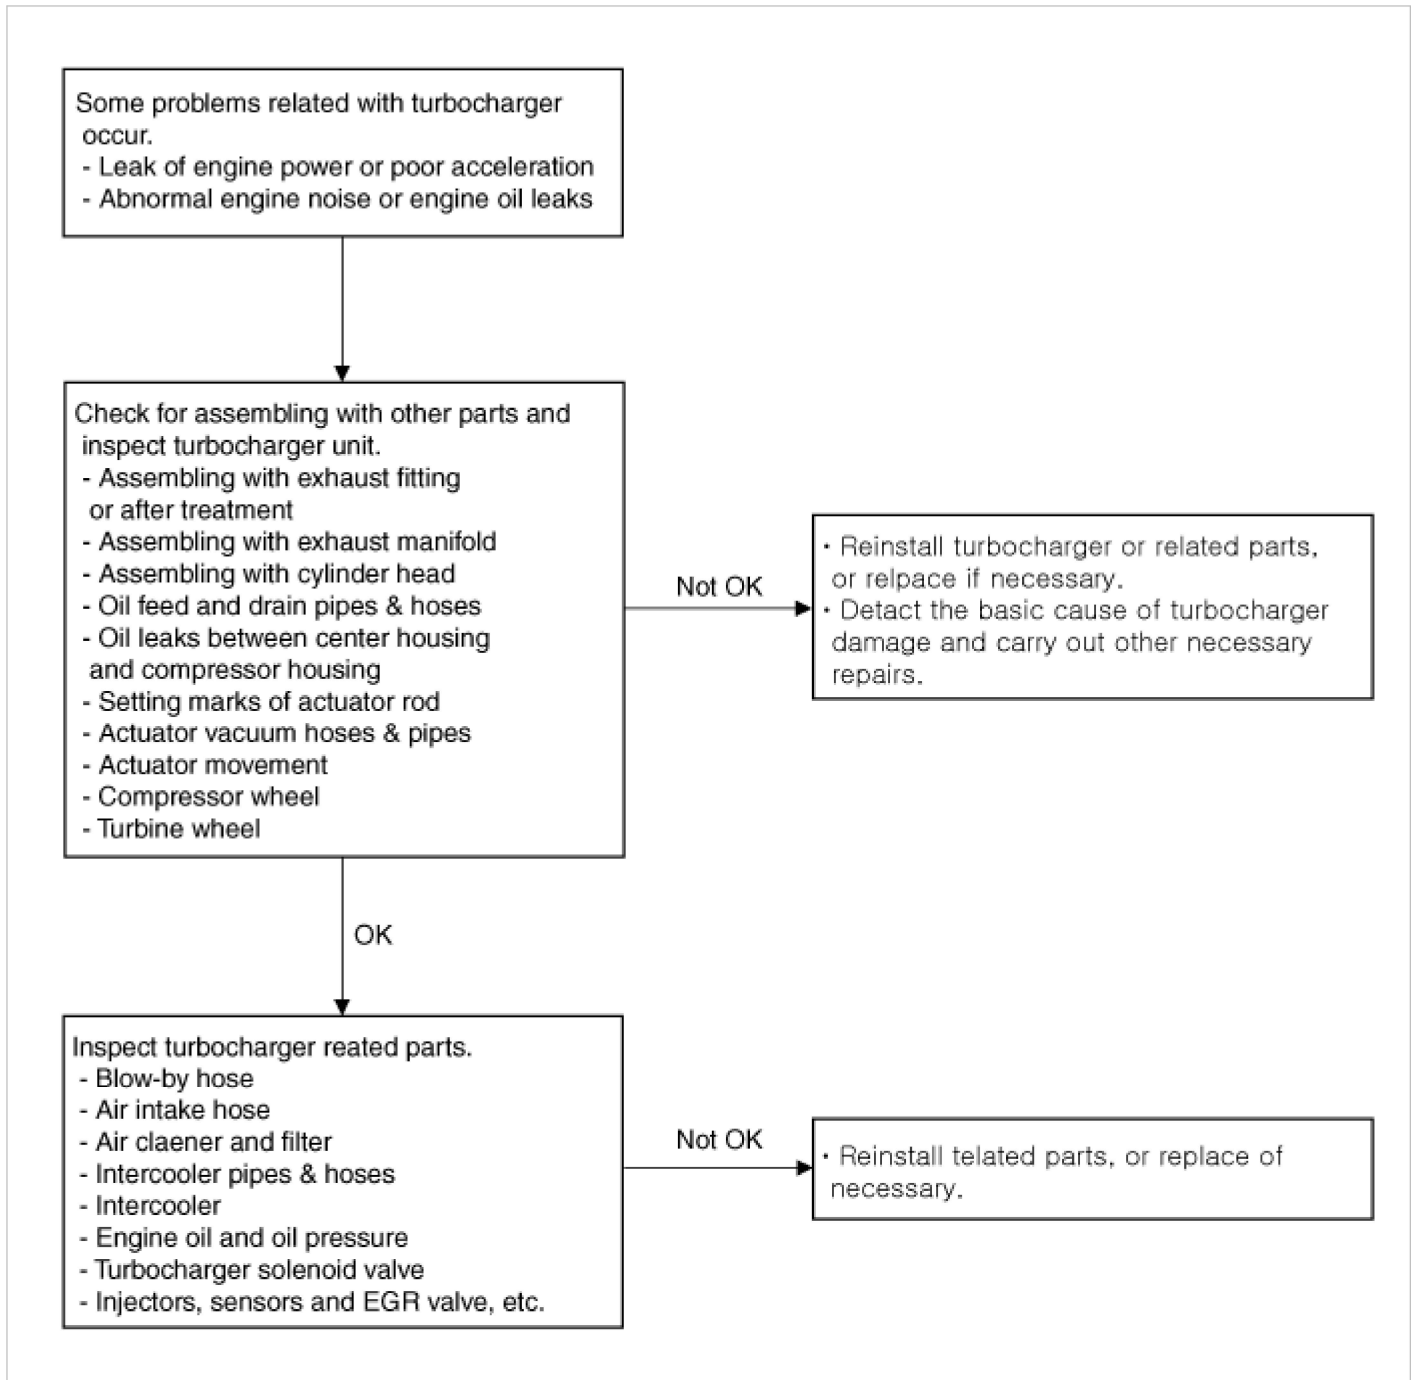 Some problems related with turbocharger
occur.
- Leak of engine power or poor acceleration
- Abnormal engine noise or engine oil leaks
Check for assembling with other parts and
inspect turbocharger unit.
- Assembling with exhaust fitting
or after treatment
- Assembling with exhaust manifold
- Assembling with cylinder head
- Oil feed and drain pipes & hoses
- Oil leaks between center housing
and compressor housing
- Setting marks of actuator rod
- Actuator vacuum hoses & pipes
- Actuator movement
- Compressor wheel
- Turbine wheel
Not OK
· Reinstall turbocharger or related parts,
or relpace if necessary.
· Detact the basic cause of turbocharger
damage and carry out other necessary
repairs.
OK
Inspect turbocharger reated parts.
- Blow-by hose
- Air intake hose
- Air claener and filter
- Intercooler pipes & hoses
- Intercooler
- Engine oil and oil pressure
- Turbocharger solenoid valve
- Injectors, sensors and EGR valve, etc.
Not OK
· Reinstall telated parts, or replace of
necessary.